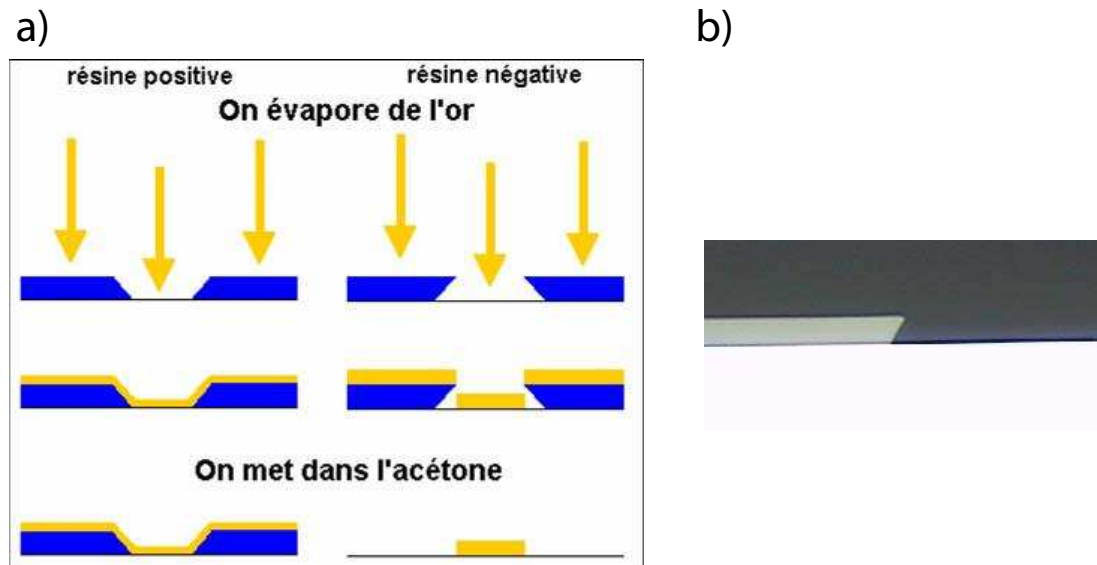 a)
b)
résine positive
résine négative
On évapore de l'or
On met dans l'acétone